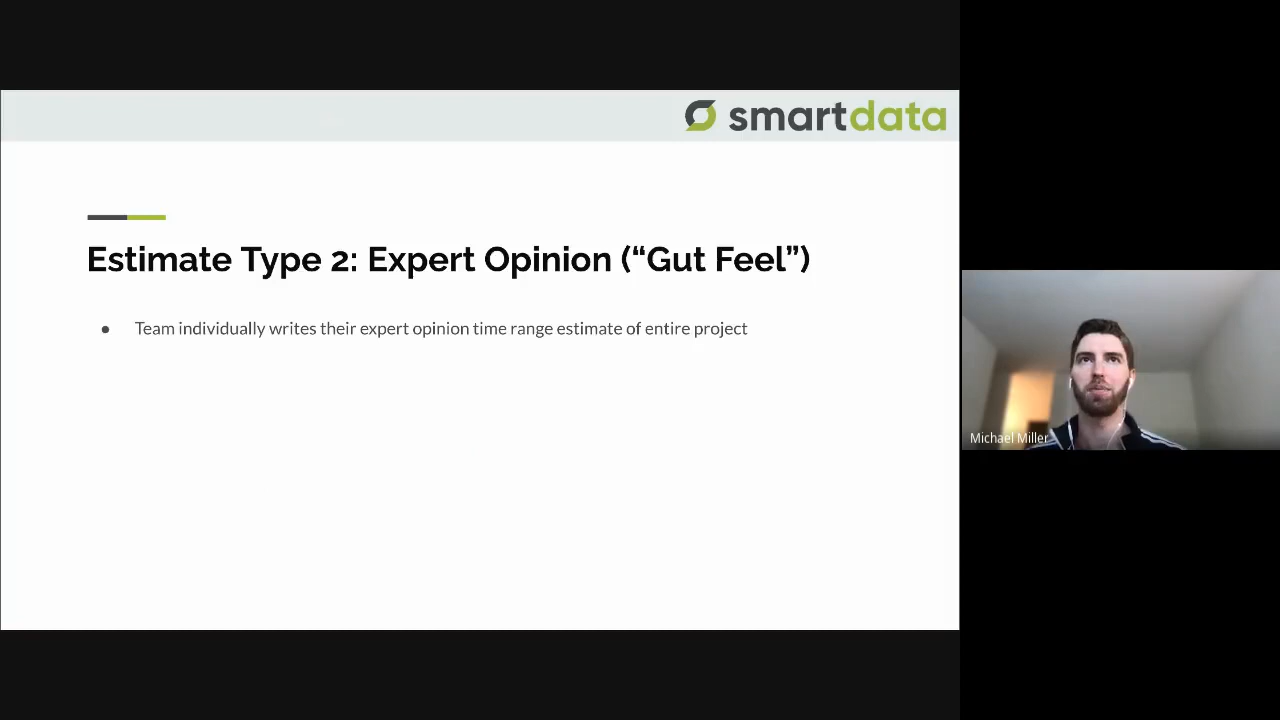 smartdata
Estimate Type 2: Expert Opinion (“Gut Feel”)
● Team individually writes their expert opinion time range estimate of entire project
Michael Miller